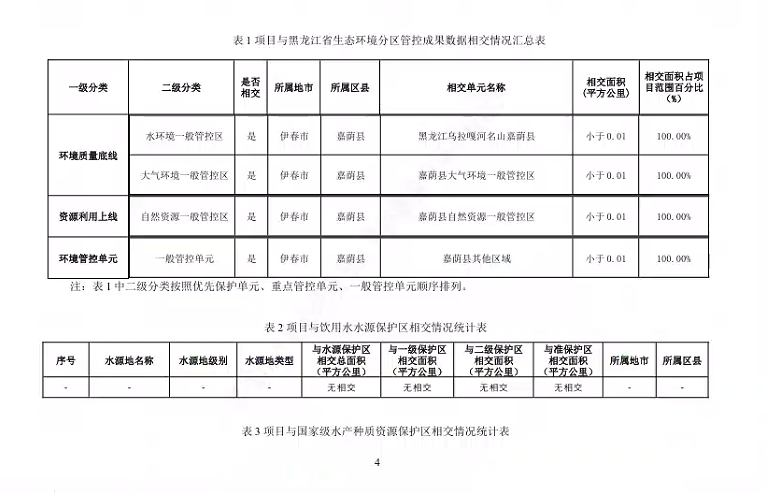 表1 项目与黑龙江省生态环境分区管控成果数据相交情况汇总表
一级分类 二级分类 是否相交 所属地市 所属区县 相交单元名称 相交面积(平方公里) 相交面积占项目范围百分比(%)
环境质量底线 水环境一般管控区 是 伊春市 嘉荫县 黑龙江乌拉嘎河名山嘉荫县 小于0.01 100.00%
大气环境一般管控区 是 伊春市 嘉荫县 嘉荫县大气环境一般管控区 小于0.01 100.00%
资源利用上线 自然资源一般管控区 是 伊春市 嘉荫县 嘉荫县自然资源一般管控区 小于0.01 100.00%
环境管控单元 一般管控单元 是 伊春市 嘉荫县 嘉荫县其他区域 小于0.01 100.00%
注：表1中二级分类按照优先保护单元、重点管控单元、一般管控单元顺序排列。
表2 项目与饮用水水源保护区相交情况统计表
序号 水源地名称 水源地级别 水源地类型 与水源保护区相交总面积（平方公里） 与一级保护区相交面积（平方公里） 与二级保护区相交面积（平方公里） 与准保护区相交面积（平方公里） 所属地市 所属区县
- - - - 无相交 无相交 无相交 无相交 - -
表3 项目与国家级水产种质资源保护区相交情况统计表
4